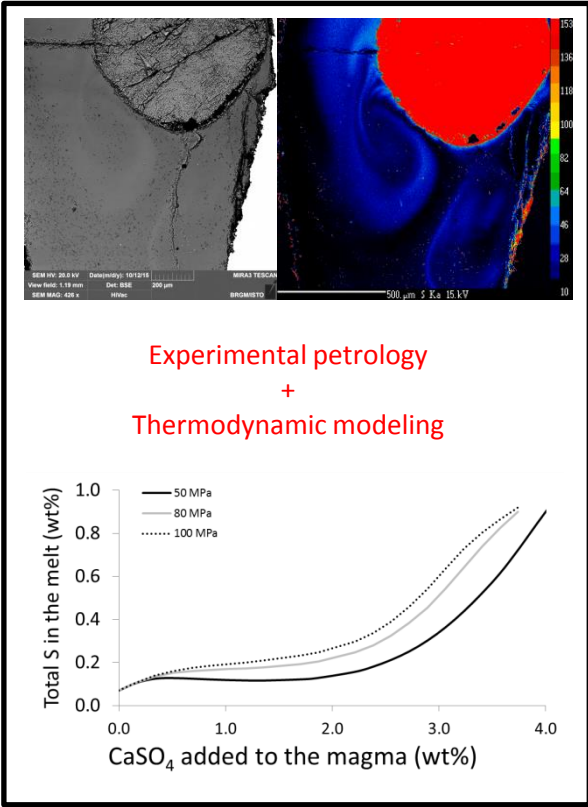 SEM HV: 20.0 kV Date(m/d/y): 10/12/15 MIRA3 TESCAN
View field: 1.19 mm Det: BSE 200 µm
SEM MAG: 426 x HiVac BRGM/ISTO
500. µm S Ka 15.kV
153
136
118
100
82
64
46
28
10
Experimental petrology
+
Thermodynamic modeling
Total S in the melt (wt%)
1.0
0.8
0.6
0.4
0.2
0.0
50 MPa
80 MPa
100 MPa
0.0 1.0 2.0 3.0 4.0
CaSO₄ added to the magma (wt%)